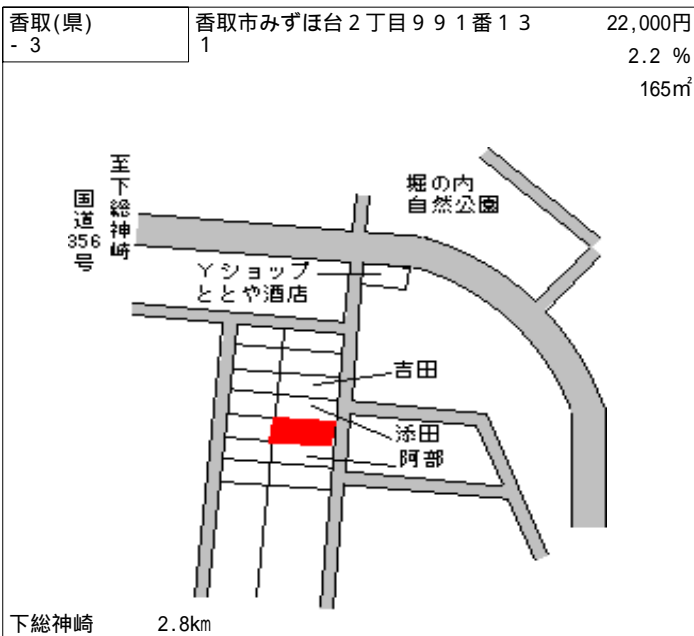 香取(県)
- 3
香取市みずほ台２丁目９９１番１３
1
22,000円
2.2 %
165㎡
至下総神崎
国道356号
堀の内
自然公園
Ｙショップ
ととや酒店
吉田
添田
阿部
下総神崎 2.8km